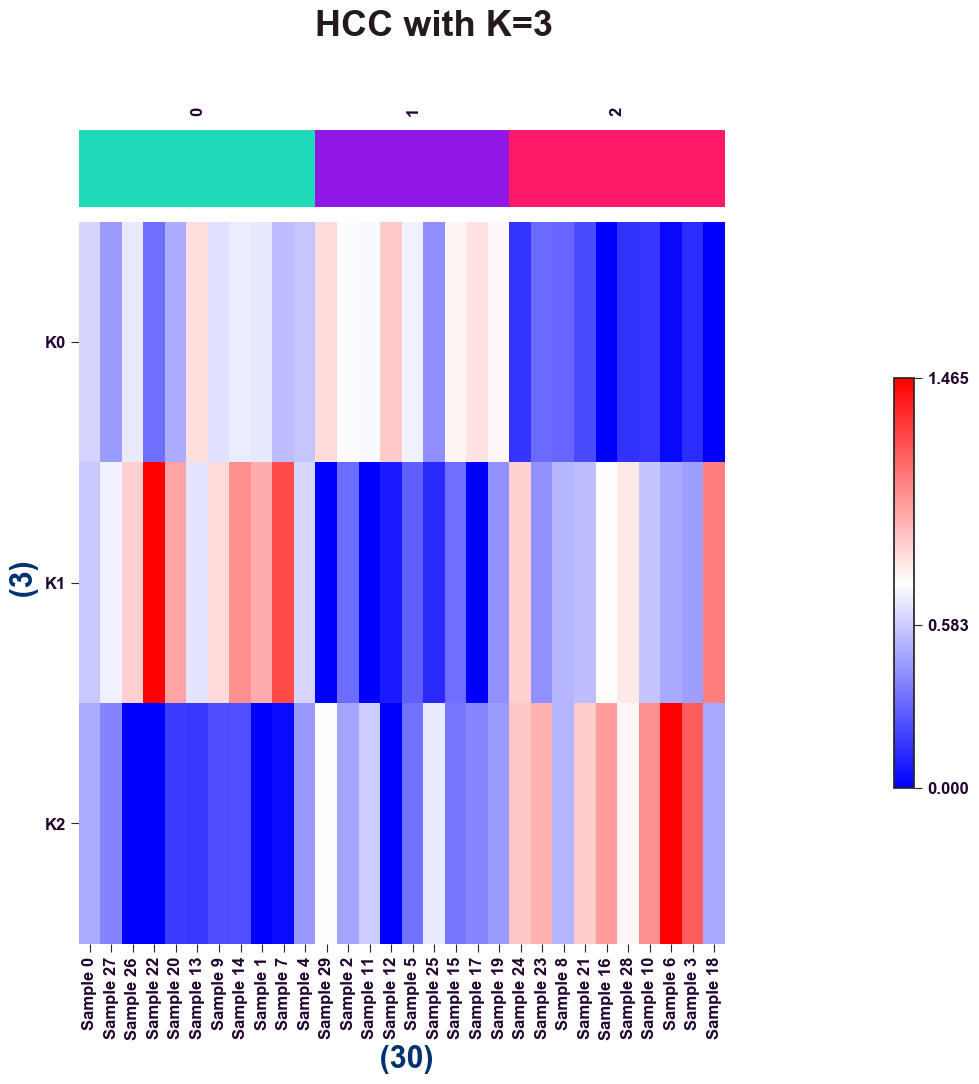 HCC with K=3
0
1
2
K0
K1
K2
(3)
1.465
0.583
0.000
Sample 0
Sample 27
Sample 26
Sample 22
Sample 20
Sample 13
Sample 9
Sample 14
Sample 1
Sample 7
Sample 4
Sample 29
Sample 2
Sample 11
Sample 12
Sample 5
Sample 25
Sample 15
Sample 17
Sample 19
Sample 24
Sample 23
Sample 8
Sample 21
Sample 16
Sample 28
Sample 10
Sample 6
Sample 3
Sample 18
(30)